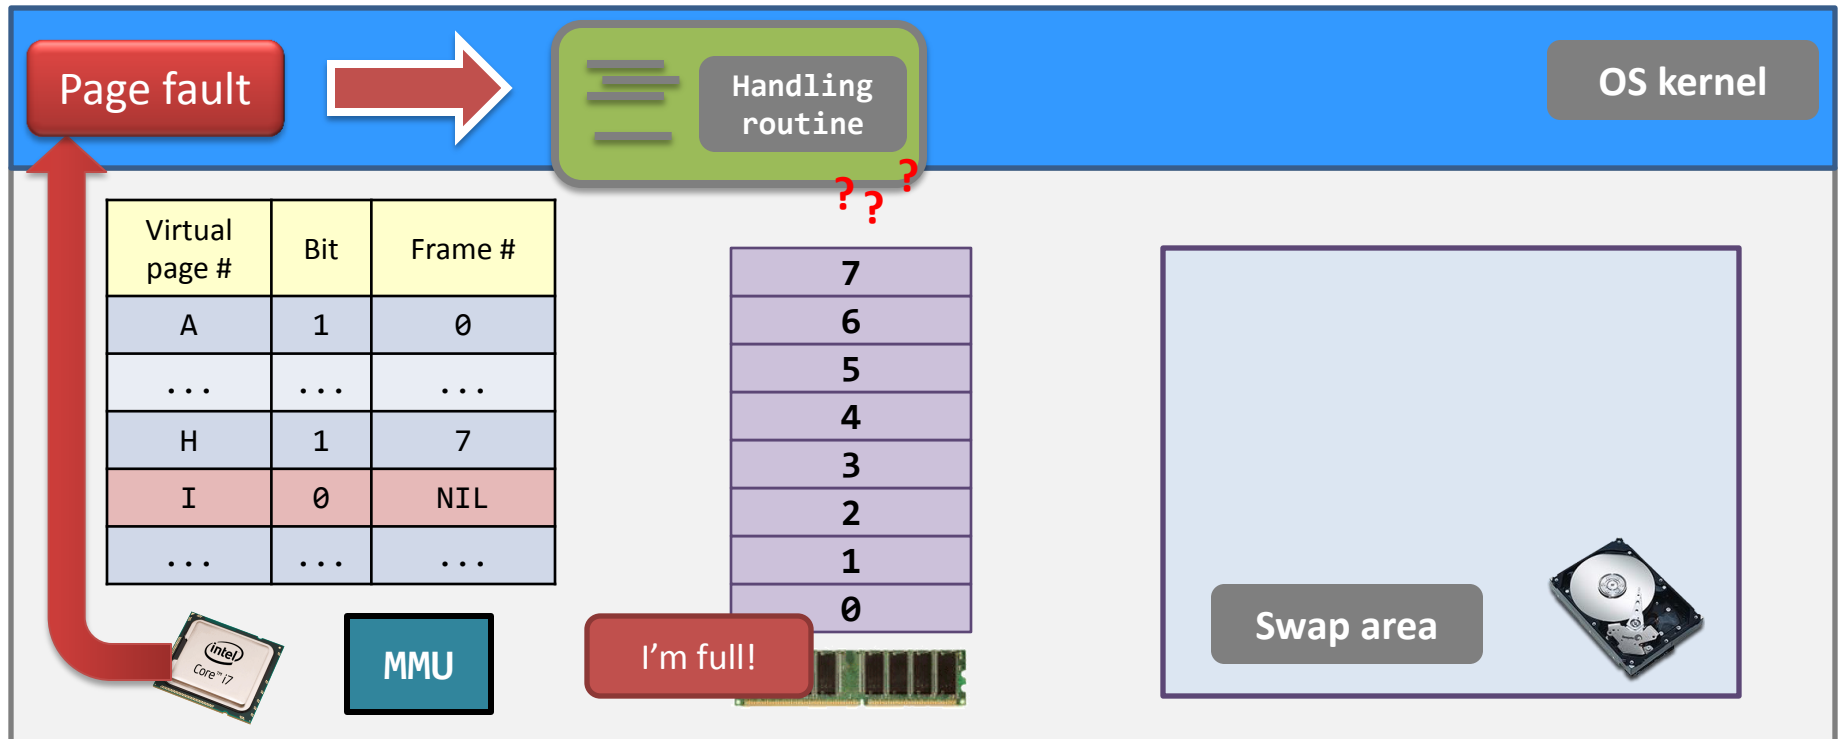 Page fault
Handling
routine
OS kernel
? ? ?
Virtual
page #
Bit
Frame #
A 1 0
... ... ...
H 1 7
I 0 NIL
... ... ...
7
6
5
4
3
2
1
0
intel
Core™ i7
MMU
I'm full!
Swap area